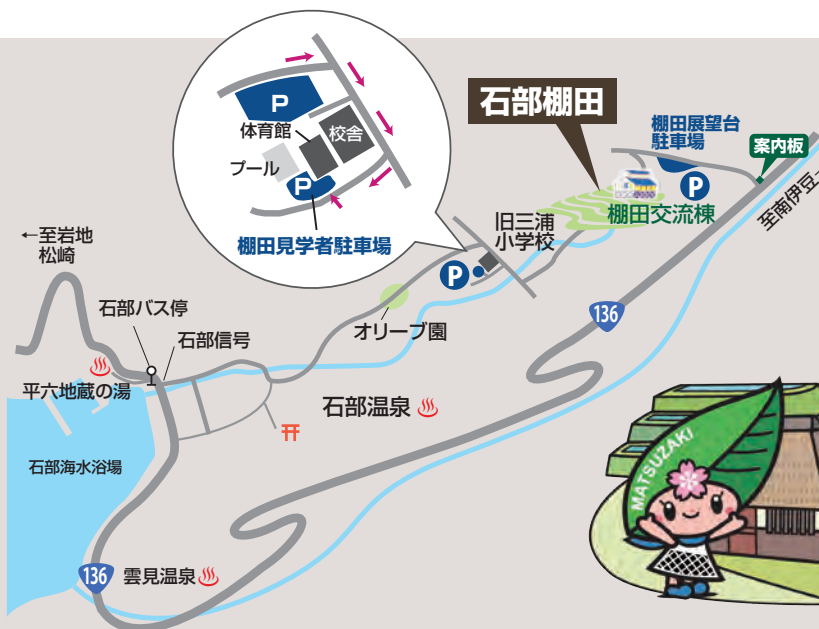 P
体育館
校舎
プール
P
棚田見学者駐車場
石部棚田
棚田展望台
駐車場
案内板
P
棚田交流棟
至南伊豆→
旧三浦
小学校
P
←至岩地
松崎
石部バス停
石部信号
オリーブ園
136
平六地蔵の湯
石部温泉
石部海水浴場
MATSUZAKI
136
雲見温泉